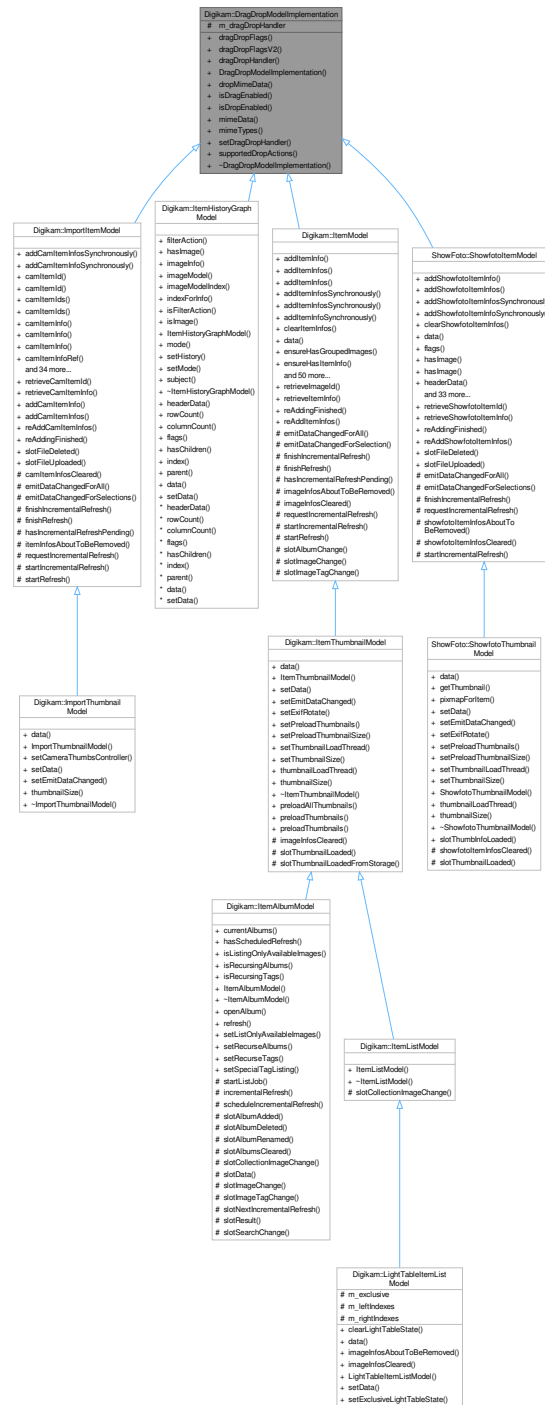 Digikam::DragDropModelImplementation
# m_dragDropHandler
+ dragDropFlags()
+ dragDropFlagsV2()
+ dragDropHandler()
+ DragDropModelImplementation()
+ dropMimeData()
+ isDragEnabled()
+ isDropEnabled()
+ mimeData()
+ mimeTypes()
+ setDragDropHandler()
+ supportedDropActions()
+ ~DragDropModelImplementation()
Digikam::ImportItemModel
+ addCamItemInfosSynchronously()
+ addCamItemInfoSynchronously()
+ camItemId()
+ camItemId()
+ camItemIds()
+ camItemIds()
+ camItemInfo()
+ camItemInfo()
+ camItemInfo()
+ camItemInfoRef()
and 34 more...
+ retrieveCamItemId()
+ retrieveCamItemInfo()
+ addCamItemInfo()
+ addCamItemInfos()
+ reAddCamItemInfos()
+ reAddingFinished()
+ slotFileDeleted()
+ slotFileUploaded()
# camItemInfosCleared()
# emitDataChangedForAll()
# emitDataChangedForSelections()
# finishIncrementalRefresh()
# finishRefresh()
# hasIncrementalRefreshPending()
# itemInfosAboutToBeRemoved()
# requestIncrementalRefresh()
# startIncrementalRefresh()
# startRefresh()
Digikam::ItemHistoryGraph
Model
+ filterAction()
+ hasImage()
+ imageInfo()
+ imageModel()
+ imageModelIndex()
+ indexForInfo()
+ isFilterAction()
+ isImage()
+ ItemHistoryGraphModel()
+ mode()
+ setHistory()
+ setMode()
+ subject()
+ ~ItemHistoryGraphModel()
* headerData()
* rowCount()
* columnCount()
* flags()
* hasChildren()
* index()
* parent()
* data()
* setData()
* headerData()
* rowCount()
* columnCount()
* flags()
* hasChildren()
* index()
* parent()
* data()
* setData()
Digikam::ItemModel
+ addItemInfo()
+ addItemInfos()
+ addItemInfos()
+ addItemInfosSynchronously()
+ addItemInfosSynchronously()
+ addItemInfoSynchronously()
+ clearItemInfos()
+ data()
+ ensureHasGroupedImages()
+ ensureHasItemInfo()
and 50 more...
+ retrieveImageId()
+ retrieveItemInfo()
+ reAddingFinished()
+ reAddItemInfos()
# emitDataChangedForAll()
# emitDataChangedForSelection()
# finishIncrementalRefresh()
# finishRefresh()
# hasIncrementalRefreshPending()
# imageInfosAboutToBeRemoved()
# imageInfosCleared()
# requestIncrementalRefresh()
# startIncrementalRefresh()
# startRefresh()
# slotAlbumChange()
# slotImageChange()
# slotImageTagChange()
ShowFoto::ShowfotoItemModel
+ addShowfotoItemInfo()
+ addShowfotoItemInfos()
+ addShowfotoItemInfosSynchronously()
+ addShowfotoItemInfoSynchronously()
+ clearShowfotoItemInfos()
+ data()
+ flags()
+ hasImage()
+ hasImage()
+ headerData()
and 33 more...
+ retrieveShowfotoItemId()
+ retrieveShowfotoItemInfo()
+ reAddingFinished()
+ reAddShowfotoItemInfos()
+ slotFileDeleted()
+ slotFileUploaded()
# emitDataChangedForAll()
# emitDataChangedForSelections()
# finishIncrementalRefresh()
# requestIncrementalRefresh()
# showfotoItemInfosAboutTo
BeRemoved()
# showfotoItemInfosCleared()
# startIncrementalRefresh()
Digikam::ImportThumbnail
Model
+ data()
+ ImportThumbnailModel()
+ setCameraThumbsController()
+ setData()
+ setEmitDataChanged()
+ thumbnailSize()
+ ~ImportThumbnailModel()
Digikam::ItemThumbnailModel
+ data()
+ ItemThumbnailModel()
+ setData()
+ setEmitDataChanged()
+ setExifRotate()
+ setPreloadThumbnails()
+ setPreloadThumbnailSize()
+ setThumbnailLoadThread()
+ setThumbnailSize()
+ thumbnailLoadThread()
+ thumbnailSize()
+ ~ItemThumbnailModel()
+ preloadAllThumbnails()
+ preloadThumbnails()
+ preloadThumbnails()
# imageInfosCleared()
# slotThumbnailLoaded()
# slotThumbnailLoadedFromStorage()
ShowFoto::ShowfotoThumbnail
Model
+ data()
+ getThumbnail()
+ pixmapForItem()
+ setData()
+ setEmitDataChanged()
+ setExifRotate()
+ setPreloadThumbnails()
+ setPreloadThumbnailSize()
+ setThumbnailLoadThread()
+ setThumbnailSize()
+ ShowfotoThumbnailModel()
+ thumbnailLoadThread()
+ thumbnailSize()
+ ~ShowfotoThumbnailModel()
+ slotThumbInfoLoaded()
# showfotoItemInfosCleared()
# slotThumbnailLoaded()
Digikam::ItemAlbumModel
+ currentAlbums()
+ hasScheduledRefresh()
+ isListingOnlyAvailableImages()
+ isRecursingAlbums()
+ isRecursingTags()
+ ItemAlbumModel()
+ ~ItemAlbumModel()
+ openAlbum()
+ refresh()
+ setListOnlyAvailableImages()
+ setRecurseAlbums()
+ setRecurseTags()
+ setSpecialTagListing()
# startListJob()
# incrementalRefresh()
# scheduleIncrementalRefresh()
# slotAlbumAdded()
# slotAlbumDeleted()
# slotAlbumRenamed()
# slotAlbumsCleared()
# slotCollectionImageChange()
# slotData()
# slotImageChange()
# slotImageTagChange()
# slotNextIncrementalRefresh()
# slotResult()
# slotSearchChange()
Digikam::ItemListModel
+ ItemListModel()
+ ~ItemListModel()
# slotCollectionImageChange()
Digikam::LightTableItemList
Model
# m_exclusive
# m_leftIndexes
# m_rightIndexes
+ clearLightTableState()
+ data()
+ imageInfosAboutToBeRemoved()
+ imageInfosCleared()
+ LightTableItemListModel()
+ setData()
+ setExclusiveLightTableState()